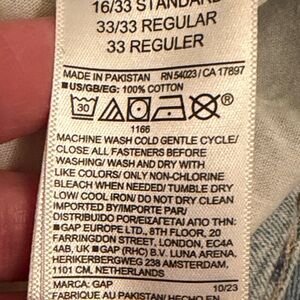 16/33 STANDARD
33/33 REGULAR
33 REGULER
MADE IN PAKISTAN RN 54023 / CA 17897
■US/GB/EG: 100% COTTON
30
®
1166
MACHINE WASH COLD GENTLE CYCLE/
CLOSE ALL FASTENERS BEFORE
WASHING/ WASH AND DRY WITH
LIKE COLORS/ ONLY NON-CHLORINE
BLEACH WHEN NEEDED/ TUMBLE DRY
LOW/ COOL IRON/ DO NOT DRY CLEAN
IMPORTED BY/IMPORTE PAR/
DISTRIBUIDO POR/ΕΙΣΑΓΕΤΑΙ ΑΠΟ ΤΗΝ:
■GAP EUROPE LTD., 8TH FLOOR, 20
FARRINGDON STREET, LONDON, EC4A
4AB, UK ■GAP (RHC) B.V. LUNA ARENA,
HERIKERBERGWEG 238 AMSTERDAM,
1101 CM, NETHERLANDS
MARCA: GAP 10/23
FABRIQUE AU PAKISTAN/ HECHO EN